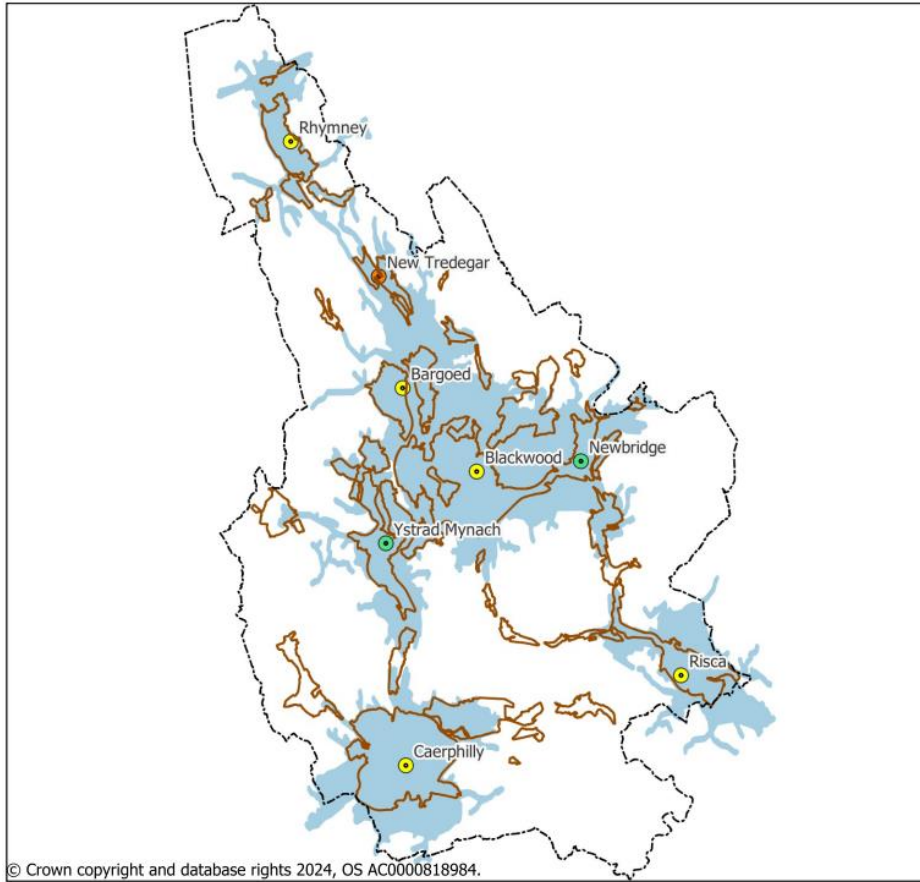 Rhymney
New Tredegar
Bargoed
Blackwood
Newbridge
Ystrad Mynach
Risca
Caerphilly
© Crown copyright and database rights 2024, OS AC0000818984.